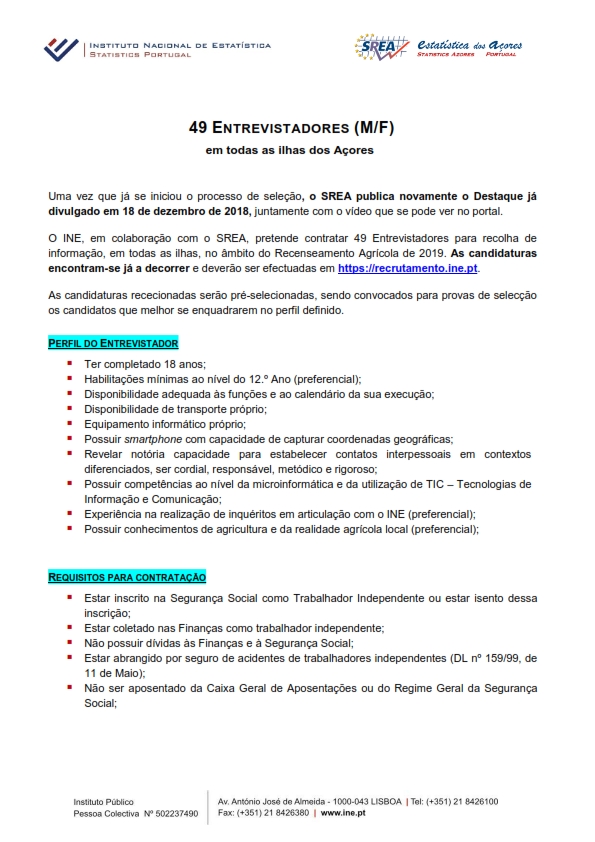 INSTITUTO NACIONAL DE ESTATÍSTICA
STATISTICS PORTUGAL
SREA
Estatística dos Açores
STATISTICS AZORES PORTUGAL
49 ENTREVISTADORES (M/F)
em todas as ilhas dos Açores
Uma vez que já se iniciou o processo de seleção, o SREA publica novamente o Destaque já
divulgado em 18 de dezembro de 2018, juntamente com o vídeo que se pode ver no portal.
O INE, em colaboração com o SREA, pretende contratar 49 Entrevistadores para recolha de
informação, em todas as ilhas, no âmbito do Recenseamento Agrícola de 2019. As candidaturas
encontram-se já a decorrer e deverão ser efectuadas em https://recrutamento.ine.pt.
As candidaturas rececionadas serão pré-selecionadas, sendo convocados para provas de selecção
os candidatos que melhor se enquadrarem no perfil definido.
PERFIL DO ENTREVISTADOR
Ter completado 18 anos;
Habilitações mínimas ao nível do 12.º Ano (preferencial);
Disponibilidade adequada às funções e ao calendário da sua execução;
Disponibilidade de transporte próprio;
Equipamento informático próprio;
Possuir smartphone com capacidade de capturar coordenadas geográficas;
Revelar notória capacidade para estabelecer contatos interpessoais em contextos
diferenciados, ser cordial, responsável, metódico e rigoroso;
Possuir competências ao nível da microinformática e da utilização de TIC – Tecnologias de
Informação e Comunicação;
Experiência na realização de inquéritos em articulação com o INE (preferencial);
Possuir conhecimentos de agricultura e da realidade agrícola local (preferencial);
REQUISITOS PARA CONTRATAÇÃO
Estar inscrito na Segurança Social como Trabalhador Independente ou estar isento dessa
inscrição;
Estar coletado nas Finanças como trabalhador independente;
Não possuir dívidas às Finanças e à Segurança Social;
Estar abrangido por seguro de acidentes de trabalhadores independentes (DL nº 159/99, de
11 de Maio);
Não ser aposentado da Caixa Geral de Aposentações ou do Regime Geral da Segurança
Social;
Instituto Público
Pessoa Colectiva Nº 502237490
Av. António José de Almeida - 1000-043 LISBOA | Tel: (+351) 21 8426100
Fax: (+351) 21 8426380 | www.ine.pt